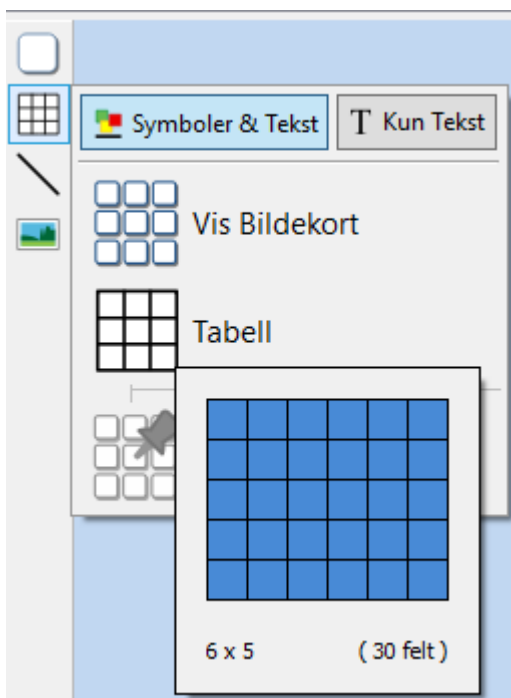 Symboler & Tekst
T Kun Tekst
Vis Bildekort
Tabell
6 x 5 ( 30 felt )